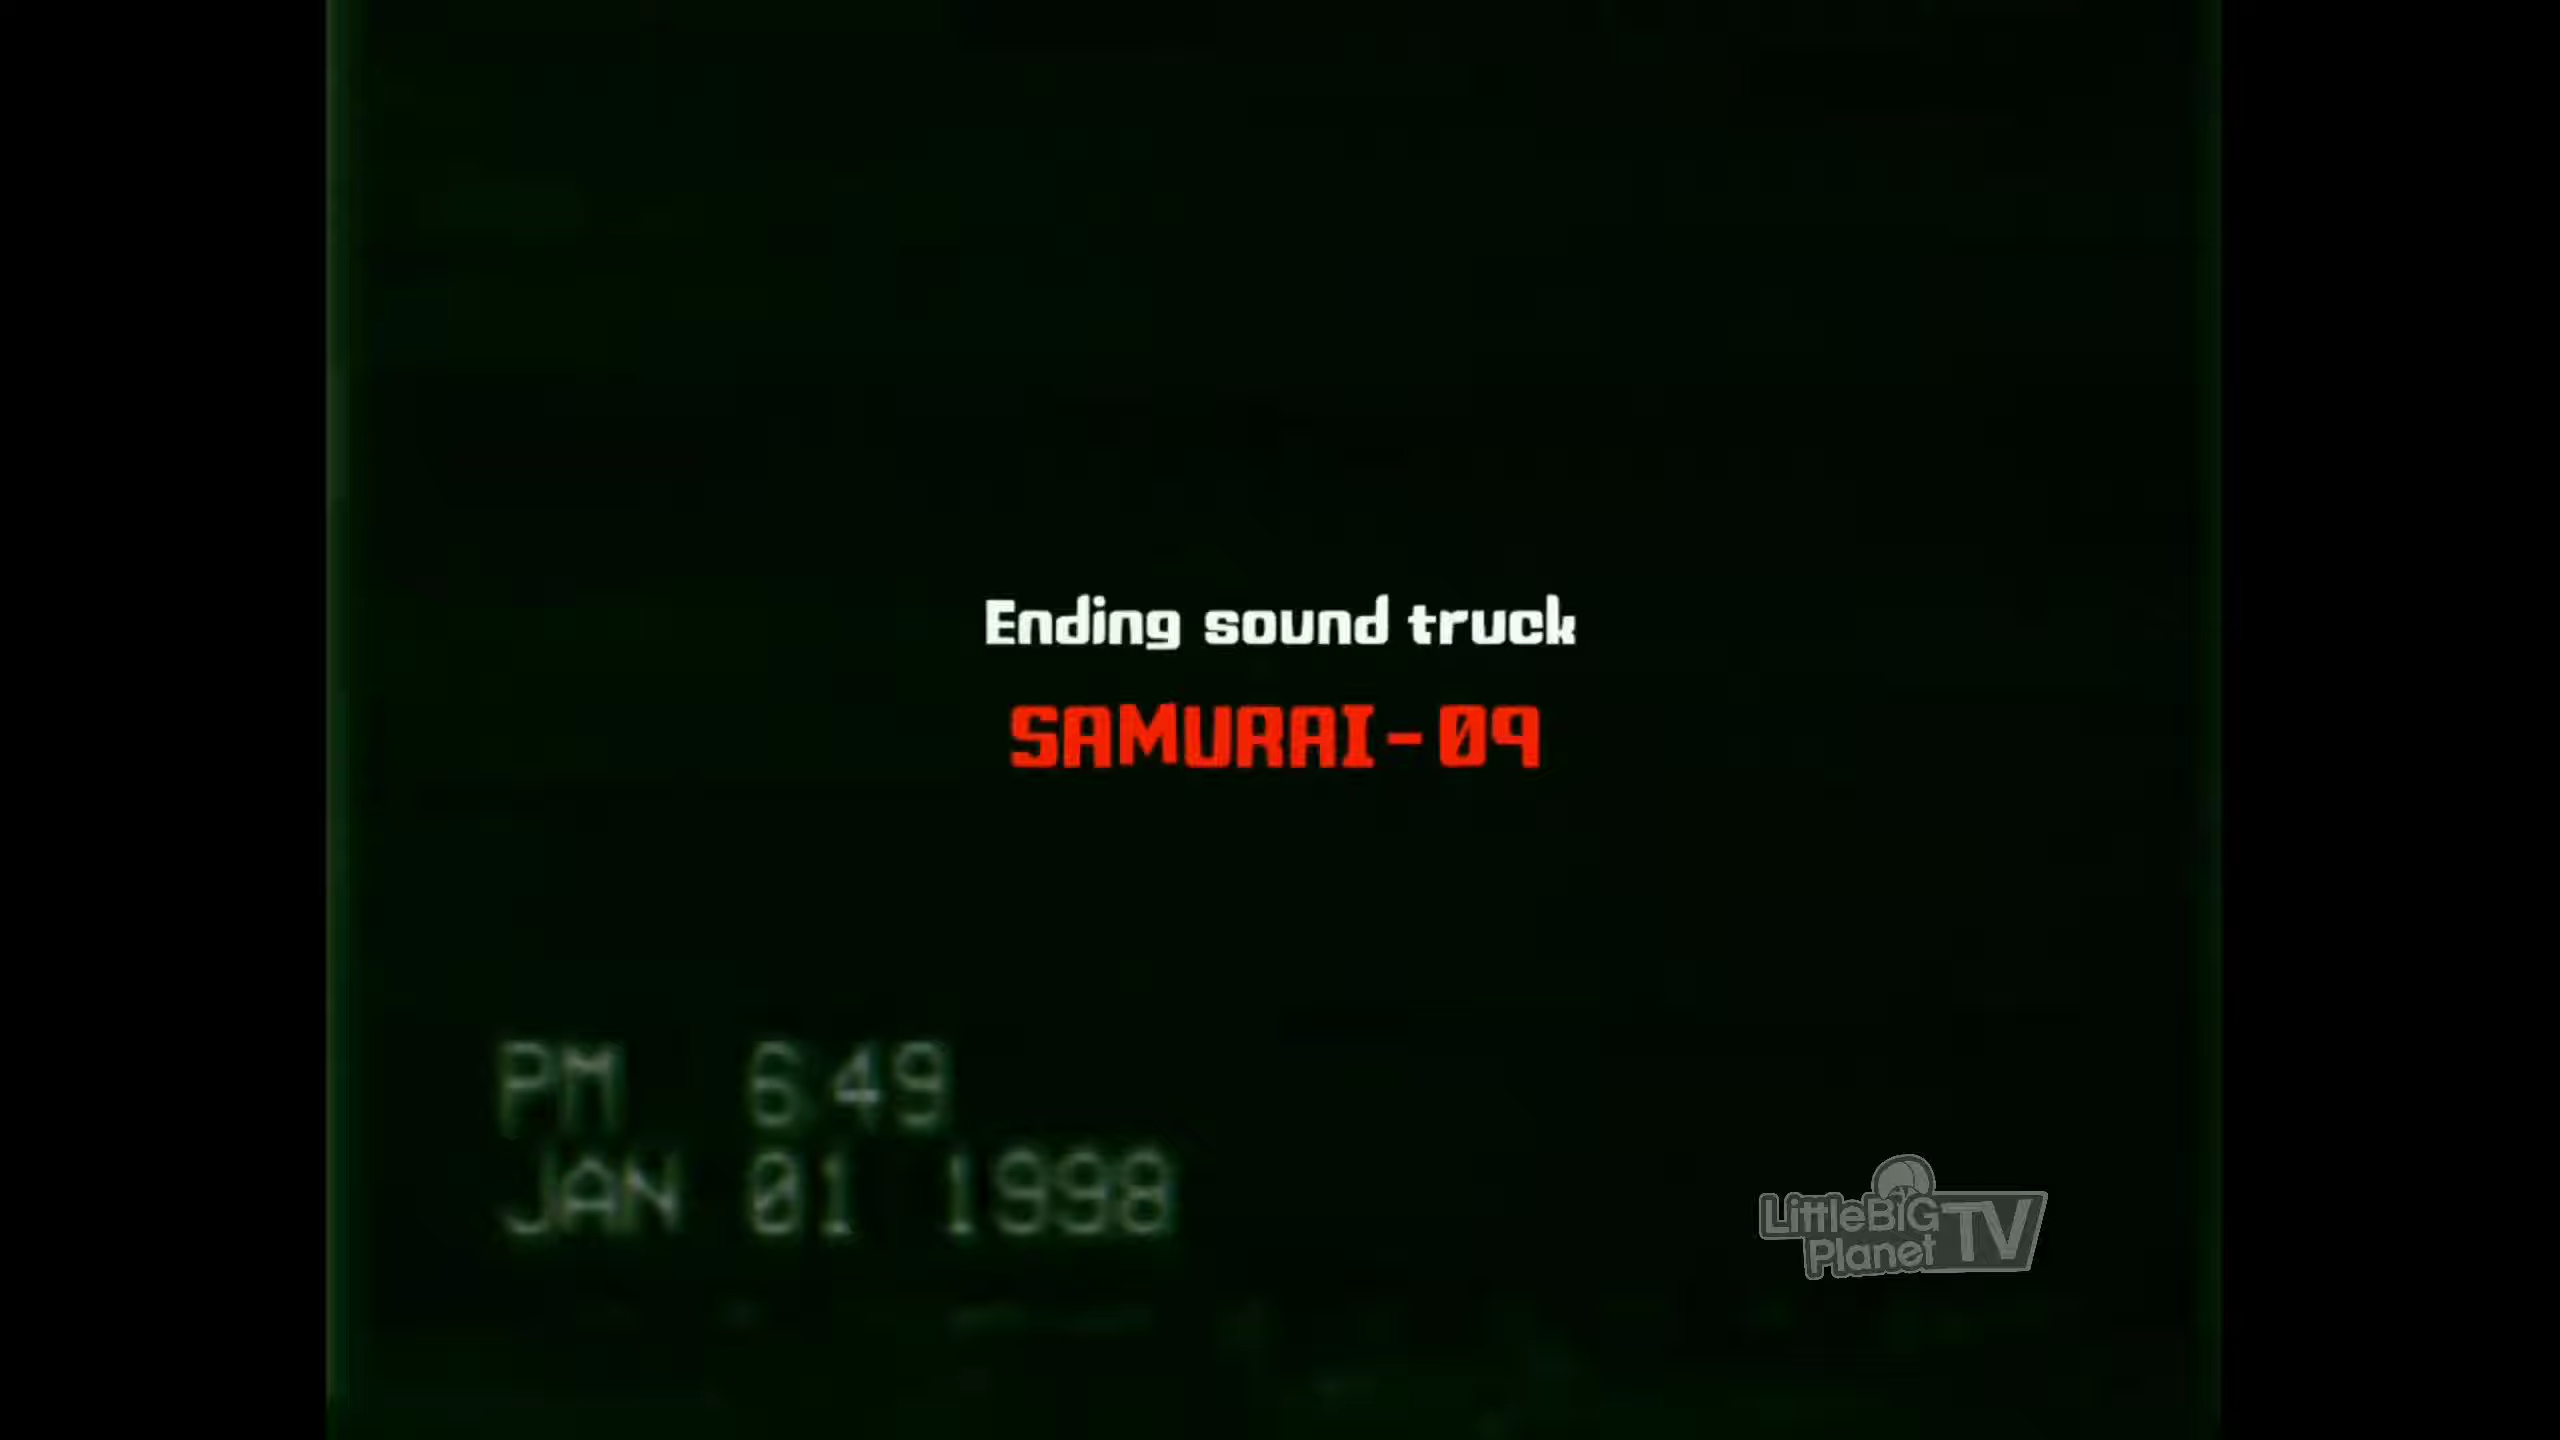 Ending sound truck
SAMURAI-09
PM 6:49
JAN 01 1998
LittleBIG
Planet TV